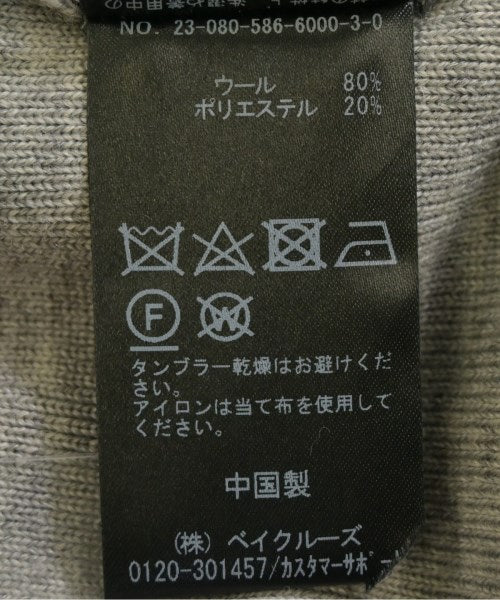 NO. 23-080-586-6000-3-0
ウール 80%
ポリエステル 20%
F
W
タンブラー乾燥はお避けくだ
さい。
アイロンは当て布を使用して
ください。
中国製
(株) ベイクルーズ
0120-301457/カスタマーサポー